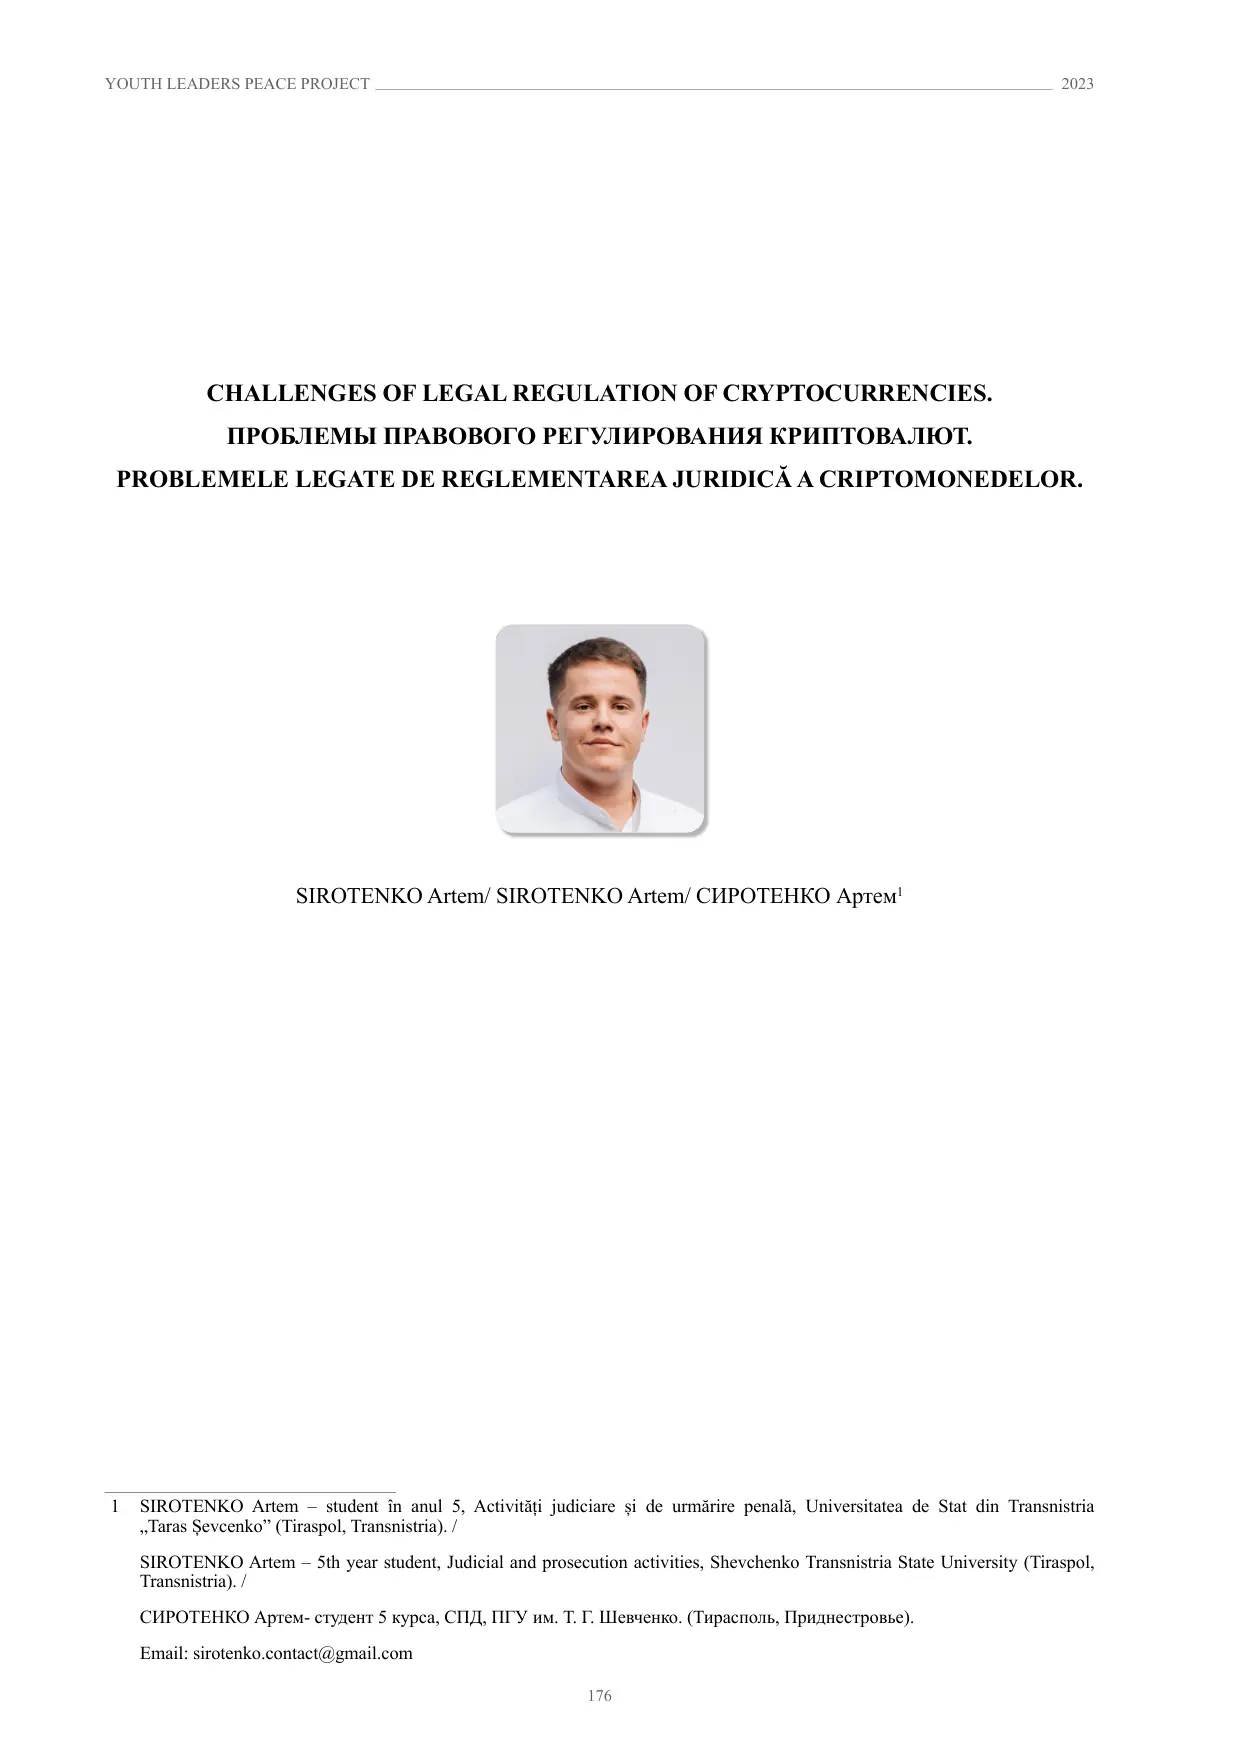 YOUTH LEADERS PEACE PROJECT 2023
CHALLENGES OF LEGAL REGULATION OF CRYPTOCURRENCIES.
ПРОБЛЕМЫ ПРАВОВОГО РЕГУЛИРОВАНИЯ КРИПТОВАЛЮТ.
PROBLEMELE LEGATE DE REGLEMENTAREA JURIDICĂ A CRIPTOMONEDELOR.
SIROTENKO Artem/ SIROTENKO Artem/ СИРОТЕНКО Артем1
1 SIROTENKO Artem – student în anul 5, Activități judiciare și de urmărire penală, Universitatea de Stat din Transnistria
„Taras Șevcenko” (Tiraspol, Transnistria). /
SIROTENKO Artem – 5th year student, Judicial and prosecution activities, Shevchenko Transnistria State University (Tiraspol,
Transnistria). /
СИРОТЕНКО Артем- студент 5 курса, СПД, ПГУ им. Т. Г. Шевченко. (Тирасполь, Приднестровье).
Email: sirotenko.contact@gmail.com
176